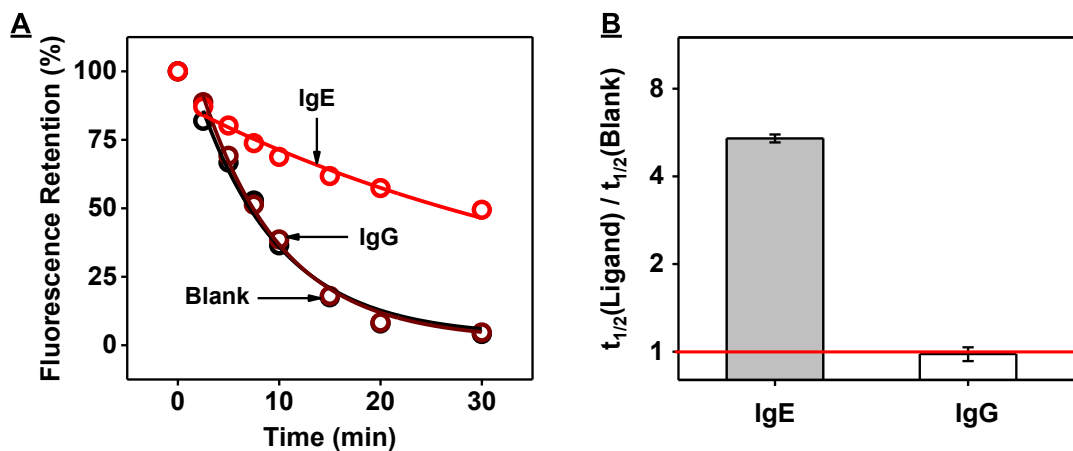 A
Fluorescence Retention (%)
100
75
50
25
0
IgE
IgG
Blank
0 10 20 30
Time (min)
B
t1/2(Ligand) / t1/2(Blank)
8
4
2
1
IgE IgG